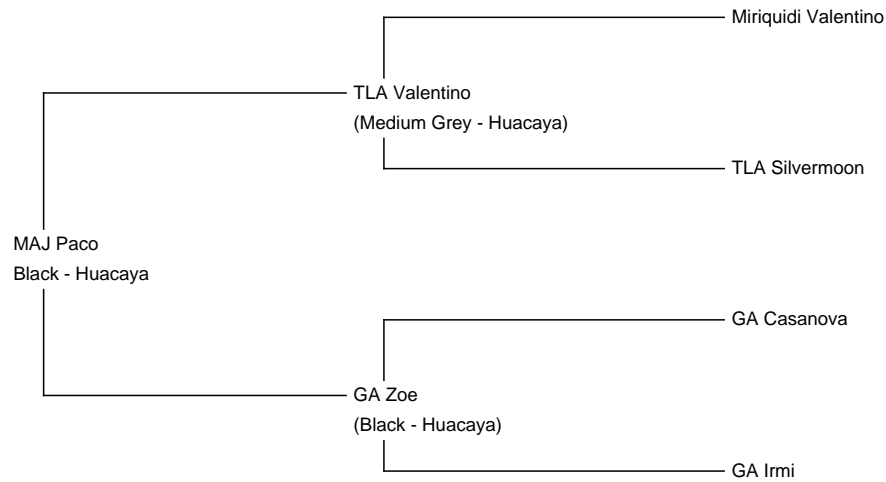 Miriquidi Valentino
TLA Valentino
(Medium Grey - Huacaya)
TLA Silvermoon
MAJ Paco
Black - Huacaya
GA Casanova
GA Zoe
(Black - Huacaya)
GA Irmi